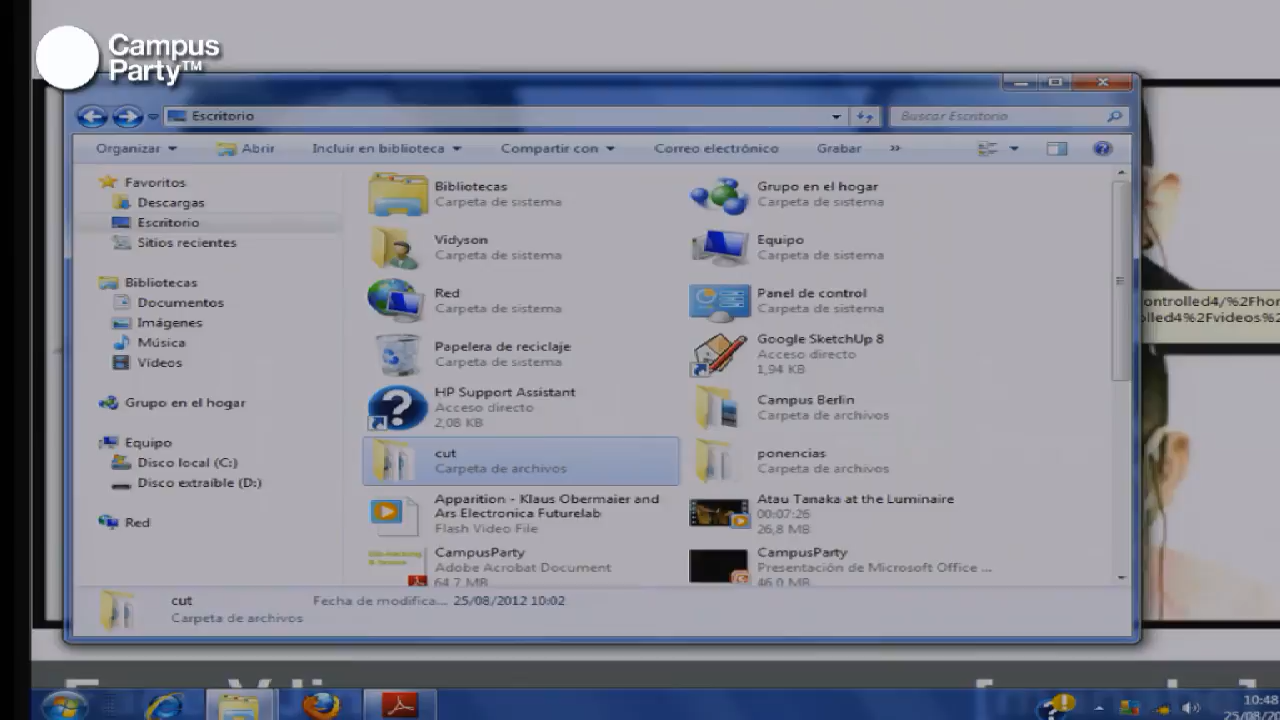 Campus
Party™
Escritorio
Buscar Escritorio
Organizar
Abrir
Incluir en biblioteca
Compartir con
Correo electrónico
Grabar
»
Favoritos
Descargas
Escritorio
Sitios recientes
Bibliotecas
Documentos
Imágenes
Música
Vídeos
Grupo en el hogar
Equipo
Disco local (C:)
Disco extraíble (D:)
Red
Bibliotecas
Carpeta de sistema
Grupo en el hogar
Carpeta de sistema
Vidyson
Carpeta de sistema
Equipo
Carpeta de sistema
Red
Carpeta de sistema
Panel de control
Carpeta de sistema
Papelera de reciclaje
Carpeta de sistema
Google SketchUp 8
Acceso directo
1,94 KB
HP Support Assistant
Acceso directo
2,08 KB
Campus Berlin
Carpeta de archivos
cut
Carpeta de archivos
ponencias
Carpeta de archivos
Apparition - Klaus Obermaier and
Ars Electronica Futurelab
Flash Video File
Atau Tanaka at the Luminaire
00:07:26
26,8 MB
CampusParty
Adobe Acrobat Document
64,7 MB
CampusParty
Presentación de Microsoft Office ...
46,0 MB
cut
Fecha de modifica... 25/08/2012 10:02
Carpeta de archivos
ontrolled4/%2Fhor
olled4%2Fvideos%2
10:48
25/08/20